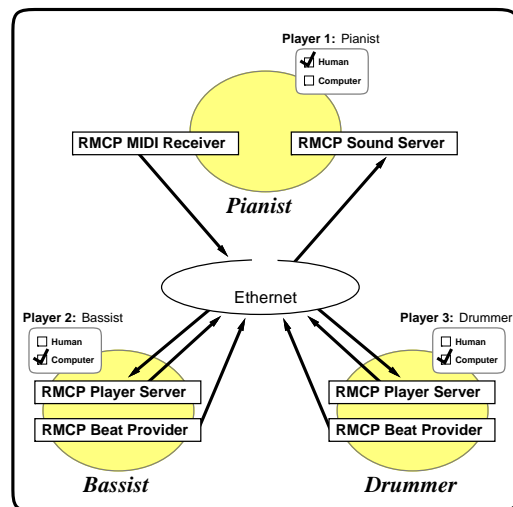 Player 1: Pianist
Human
Computer
RMCP MIDI Receiver
RMCP Sound Server
Pianist
Ethernet
Player 2: Bassist
Human
Computer
Player 3: Drummer
Human
Computer
RMCP Player Server
RMCP Beat Provider
Bassist
RMCP Player Server
RMCP Beat Provider
Drummer